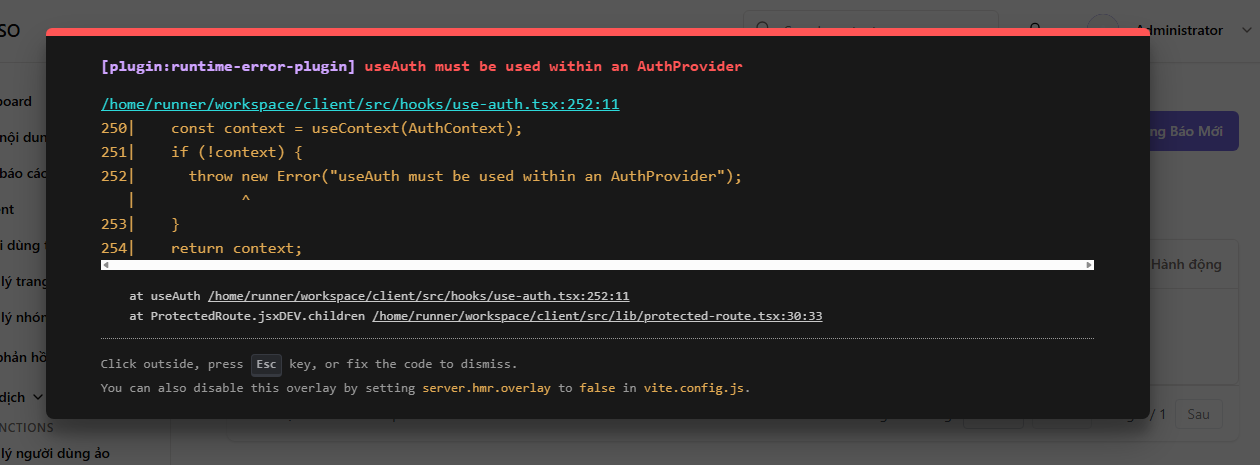 SO
Administrator
[plugin:runtime-error-plugin] useAuth must be used within an AuthProvider
/home/runner/workspace/client/src/hooks/use-auth.tsx:252:11
250|    const context = useContext(AuthContext);
251|    if (!context) {
252|      throw new Error("useAuth must be used within an AuthProvider");
|            ^
253|    }
254|    return context;
at useAuth /home/runner/workspace/client/src/hooks/use-auth.tsx:252:11
at ProtectedRoute.jsxDEV.children /home/runner/workspace/client/src/lib/protected-route.tsx:30:33
Click outside, press Esc key, or fix the code to dismiss.
You can also disable this overlay by setting server.hmr.overlay to false in vite.config.js.
oard
nội dun
báo các
nt
i dùng
lý trang
lý nhóm
phản hồ
dịch
NCTIONS
lý người dùng ảo
ng Báo Mới
Hành động
/ 1
Sau